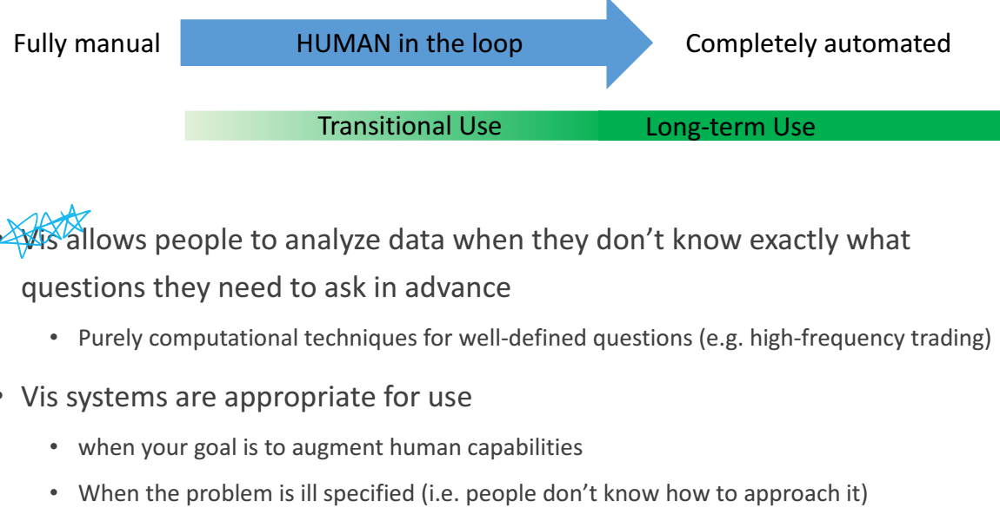 Fully manual HUMAN in the loop Completely automated
Transitional Use Long-term Use
• Vis allows people to analyze data when they don’t know exactly what
questions they need to ask in advance
• Purely computational techniques for well-defined questions (e.g. high-frequency trading)
• Vis systems are appropriate for use
• when your goal is to augment human capabilities
• When the problem is ill specified (i.e. people don’t know how to approach it)